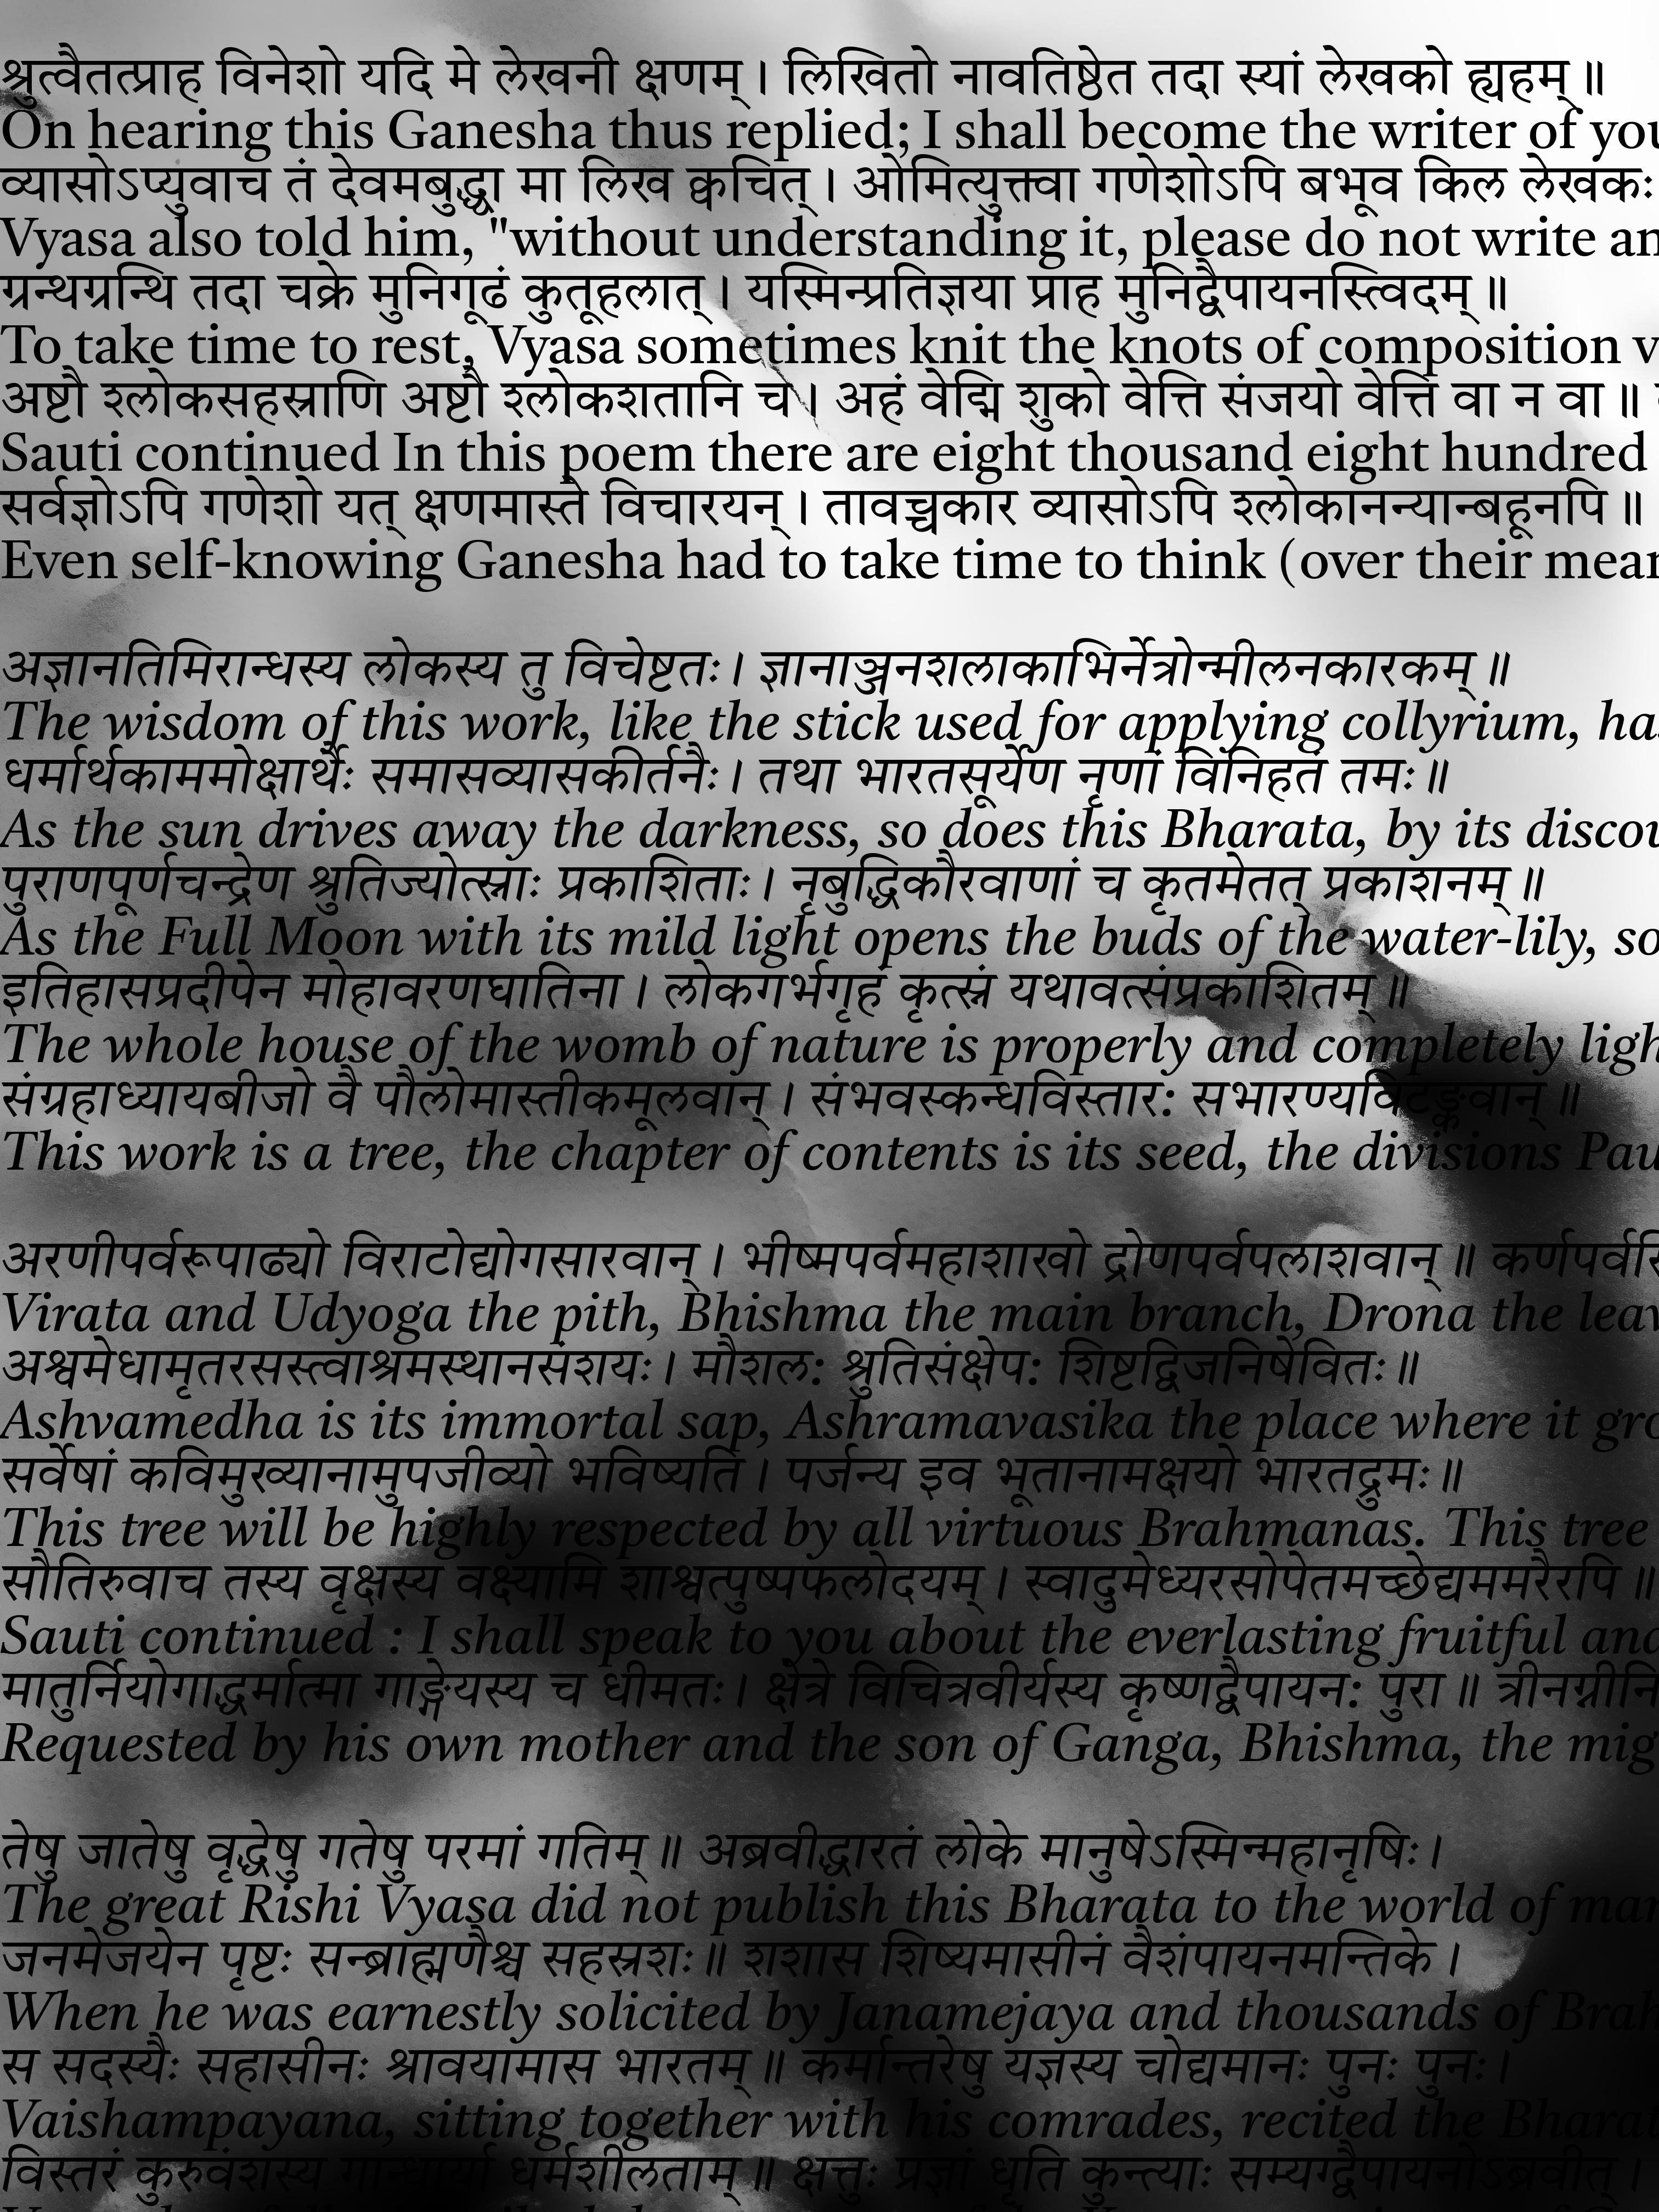 श्रुत्वैतत्प्राह विनेशो यदि मे लेखनी क्षणम्। लिखितो नावतिष्ठेत तदा स्यां लेखको ह्यहम्॥
On hearing this Ganesha thus replied; I shall become the writer of
व्यासोऽप्युवाच तं देवमबुद्ध्वा मा लिख क्वचित्। ओमित्युक्त्वा गणेशोऽपि बभूव किल लेखकः
Vyasa also told him, "without understanding it, please do not write
ग्रन्थग्रन्थि तदा चक्रे मुनिगूढं कुतूहलात्। यस्मिन्प्रतिज्ञया प्राह मुनिद्वैपायनस्त्विदम्॥
To take time to rest, Vyasa sometimes knit the knots of composition
अष्टौ श्लोकसहस्राणि अष्टौ श्लोकशतानि च। अहं वेद्मि शुको वेत्ति संजयो वेत्ति वा न वा॥
Sauti continued In this poem there are eight thousand eight hundred
सर्वज्ञोऽपि गणेशो यत् क्षणमास्ते विचारयन्। तावच्चकार व्यासोऽपि श्लोकानन्यान्बहूनपि॥
Even self-knowing Ganesha had to take time to think (over their
अज्ञानतिमिरान्धस्य लोकस्य तु विचेष्टतः। ज्ञानाञ्जनशलाकाभिर्नेत्रोन्मीलनकारकम्॥
The wisdom of this work, like the stick used for applying collyrium,
धर्मार्थकाममोक्षार्थैः समासव्यासकीर्तनैः। तथा भारतसूर्येण नृणां विनिहतं तमः॥
As the sun drives away the darkness, so does this Bharata, by its
पुराणपूर्णचन्द्रेण श्रुतिज्योत्स्नाः प्रकाशिताः। नृबुद्धिकौरवाणां च कृतमेतत् प्रकाशनम्॥
As the Full Moon with its mild light opens the buds of the water-lily, so
इतिहासप्रदीपेन मोहावरणघातिना। लोकगर्भगृहं कृत्स्नं यथावत्संप्रकाशितम्॥
The whole house of the womb of nature is properly and completely
संग्रहाध्यायबीजो वै पौलोमास्तीकमूलवान्। संभवस्कन्धविस्तार: सभारण्यविटङ्कवान्॥
This work is a tree, the chapter of contents is its seed, the divisions
अरणीपर्वरूपाढ्यो विराटोद्योगसारवान्। भीष्मपर्वमहाशाखो द्रोणपर्वपलाशवान्॥
Virata and Udyoga the pith, Bhishma the main branch, Drona the
अश्वमेधामृतरसस्त्वाश्रमस्थानसंशयः। मौशल: श्रुतिसंक्षेप: शिष्टद्विजनिषेवितः॥
Ashvamedha is its immortal sap, Ashramavasika the place where it
सर्वेषां कविमुख्यानामुपजीव्यो भविष्यति। पर्जन्य इव भूतानामक्षयो भारतद्रुमः॥
This tree will be highly respected by all virtuous Brahmanas. This tree
सौतिरुवाच तस्य वृक्षस्य वक्ष्यामि शाश्वत्पुष्पफलोदयम्। स्वादुमेध्यरसोपेतमच्छेद्यममरैरपि॥
Sauti continued : I shall speak to you about the everlasting fruitful and
मातुर्नियोगाद्धर्मात्मा गाङ्गेयस्य च धीमतः। क्षेत्रे विचित्रवीर्यस्य कृष्णद्वैपायन: पुरा॥
Requested by his own mother and the son of Ganga, Bhishma, the
तेषु जातेषु वृद्धेषु गतेषु परमां गतिम्॥ अब्रवीद्भारतं लोके मानुषेऽस्मिन्महानृषिः।
The great Rishi Vyasa did not publish this Bharata to the world of
जनमेजयेन पृष्टः सन्ब्राह्मणैश्च सहस्रशः॥ शशास शिष्यमासीनं वैशंपायनमन्तिके।
When he was earnestly solicited by Janamejaya and thousands of
स सदस्यैः सहासीनः श्रावयामास भारतम्॥ कर्मान्तरेषु यज्ञस्य चोद्यमानः पुनः पुनः।
Vaishampayana, sitting together with his comrades, recited the
विस्तरं कुरुवंशस्य गान्धार्या धर्मशीलताम्॥ क्षत्तुः प्रज्ञां धृति कुन्त्याः सम्यग्द्वैपायनोऽब्रवीत्।